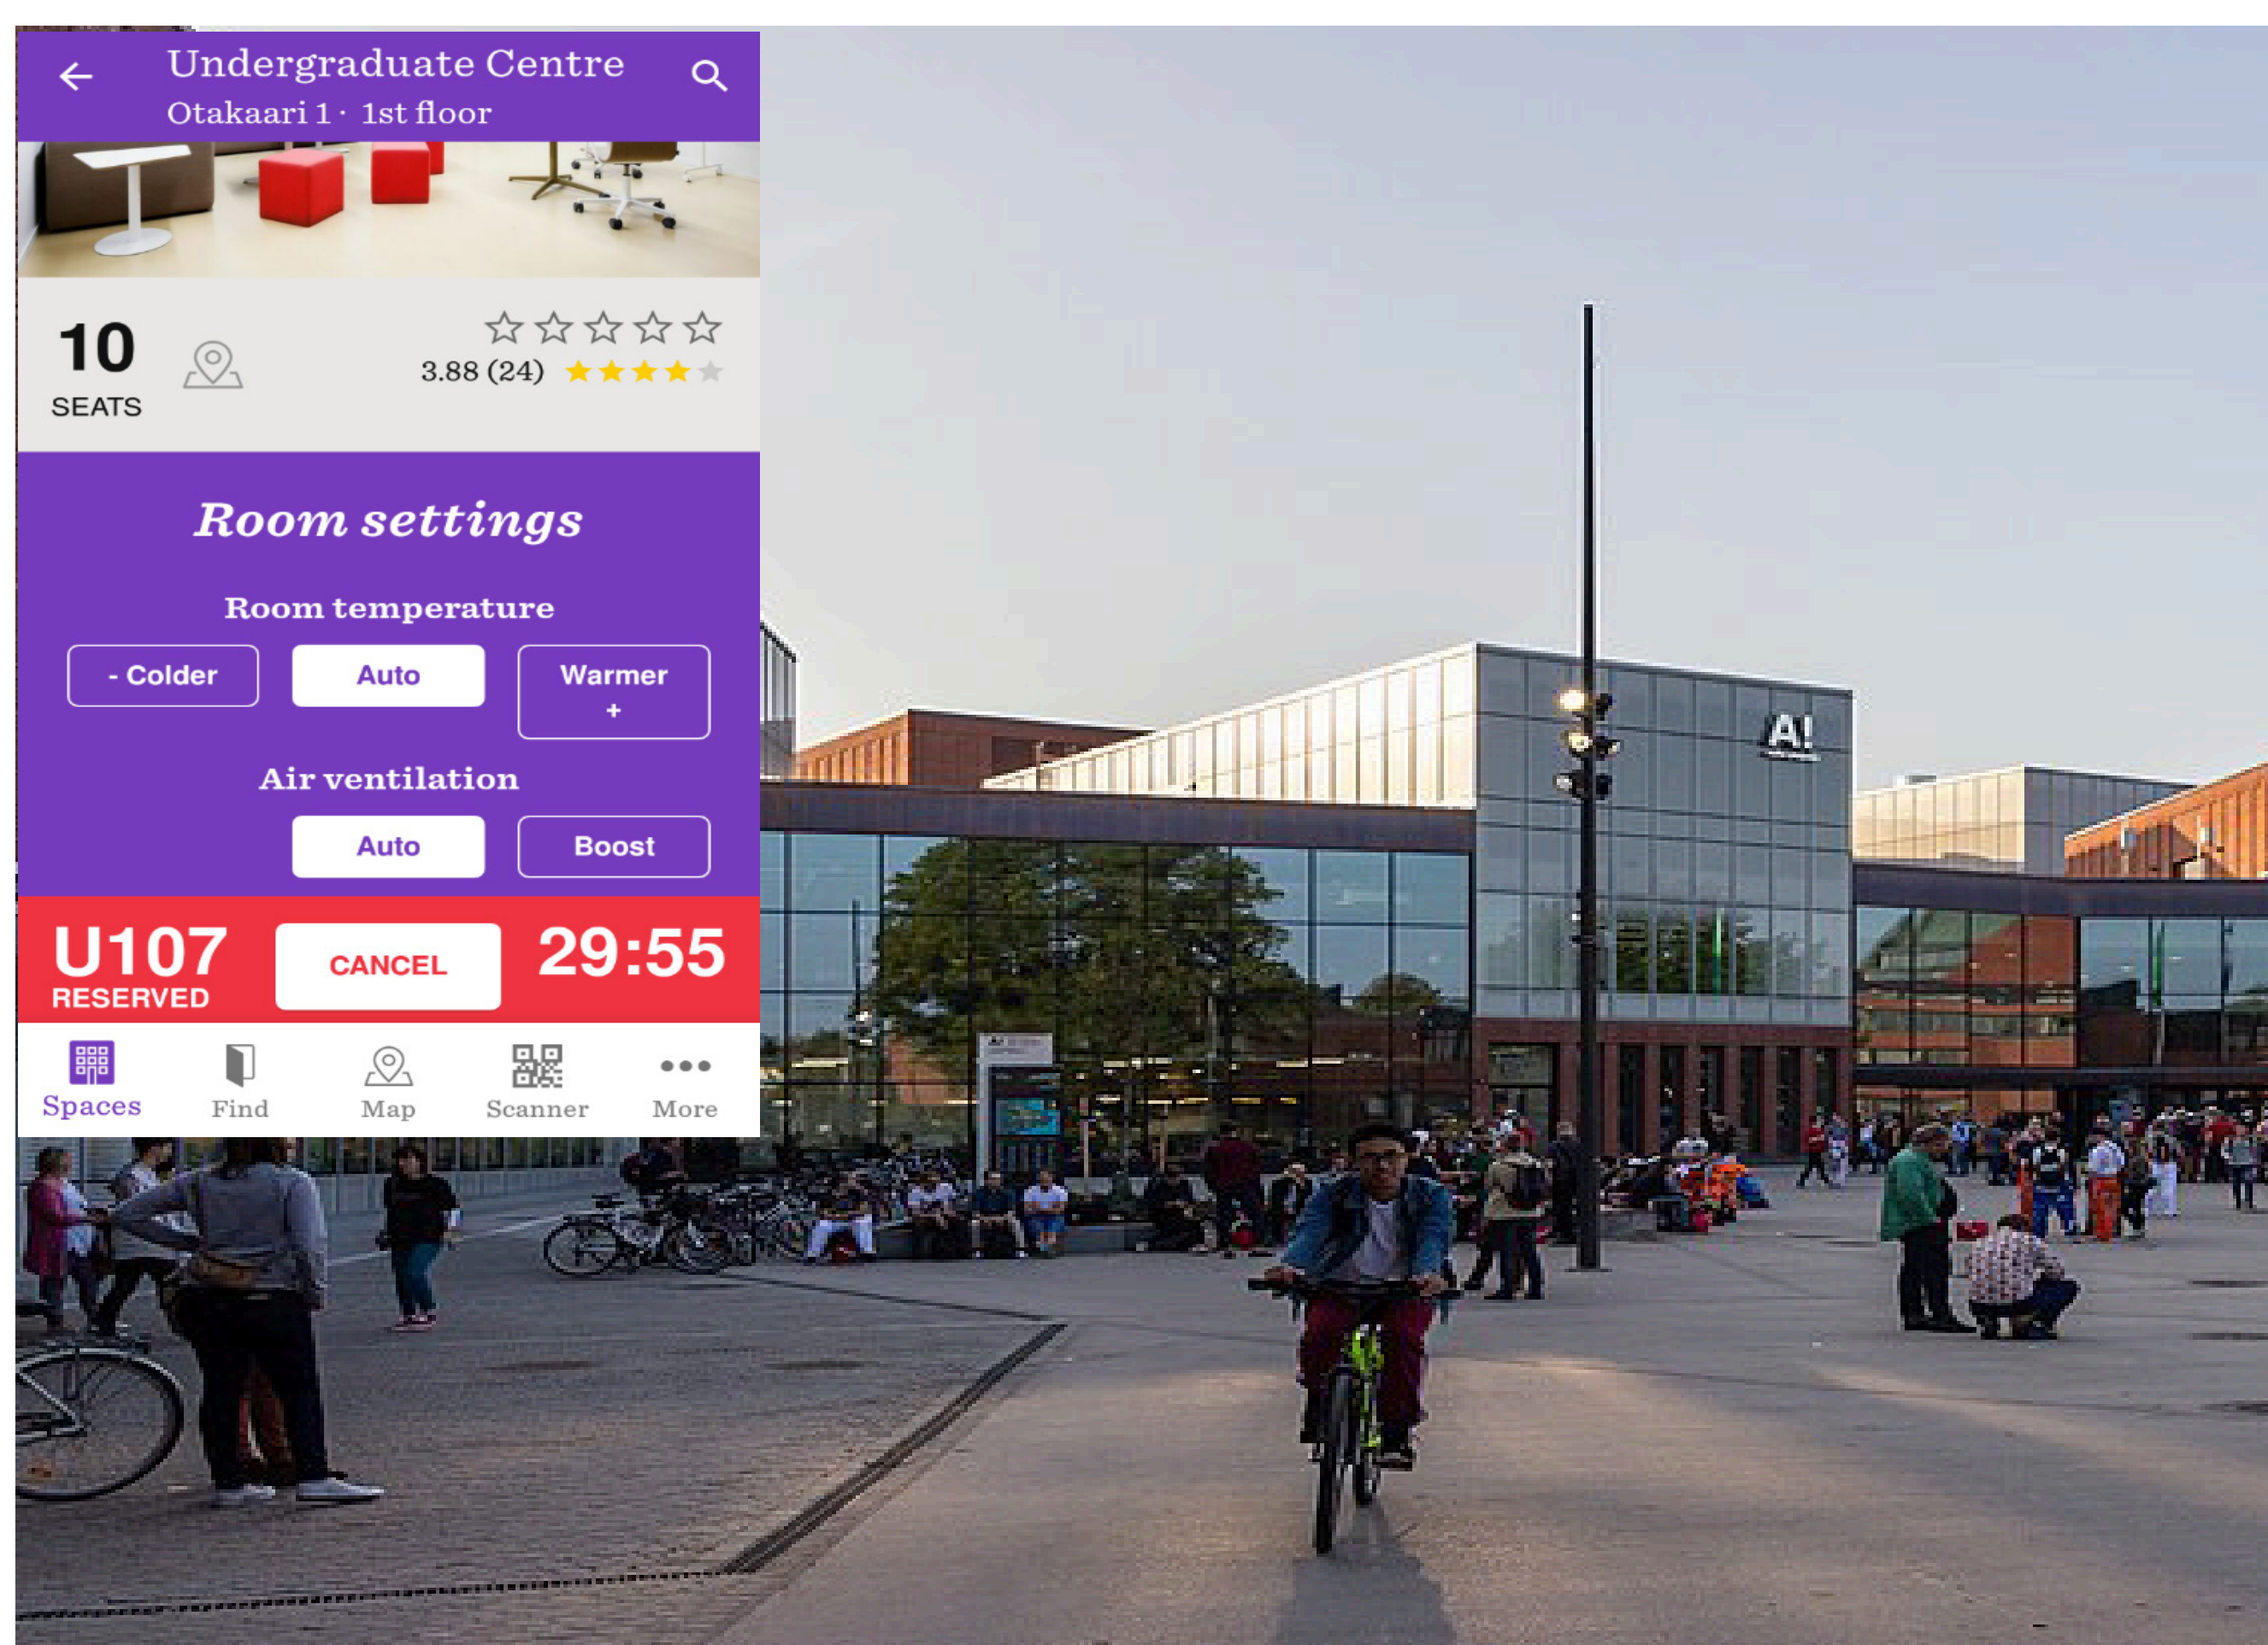 Undergraduate Centre
Otakaari 1 · 1st floor
10
SEATS
3.88 (24)
Room settings
Room temperature
- Colder
Auto
Warmer
+
Air ventilation
Auto
Boost
U107
RESERVED
CANCEL
29:55
Spaces
Find
Map
Scanner
More
A!